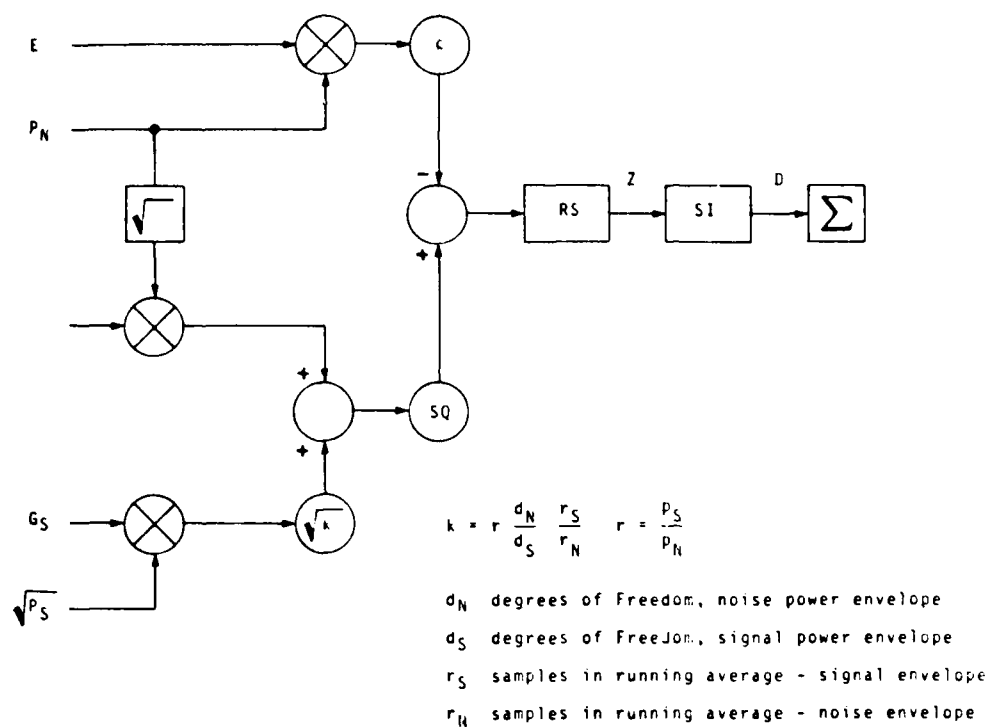 E
C
P_N
√
−
+
RS
Z
SI
D
Σ
+
+
SQ
G_S
√k
√P_S
k = r d_N/d_S r_S/r_N   r = P_S/P_N
d_N degrees of Freedom, noise power envelope
d_S degrees of Freedom, signal power envelope
r_S samples in running average - signal envelope
r_N samples in running average - noise envelope